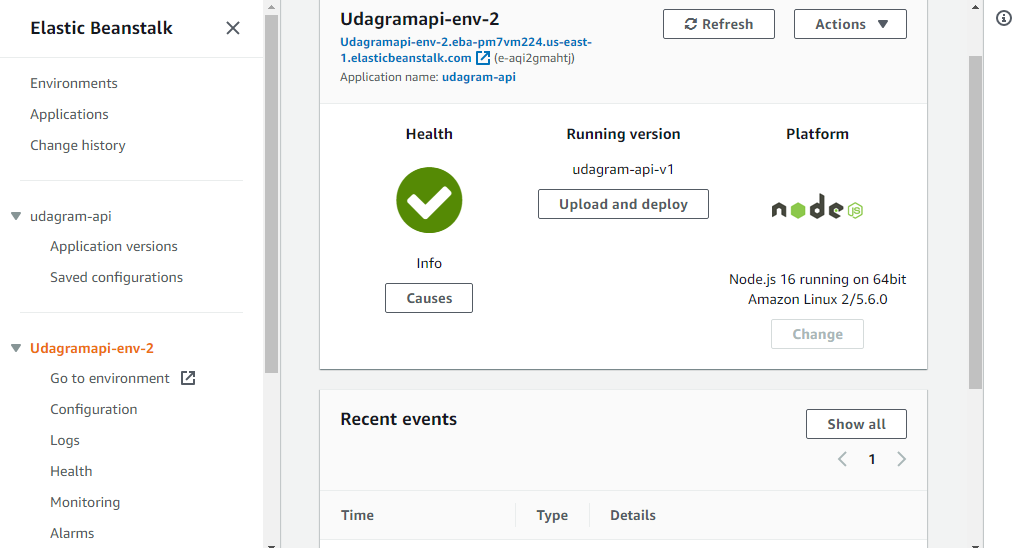 Elastic Beanstalk
Environments
Applications
Change history
udagram-api
Application versions
Saved configurations
Udagramapi-env-2
Go to environment
Configuration
Logs
Health
Monitoring
Alarms
Udagramapi-env-2
Refresh
Actions
Udagramapi-env-2.eba-pm7vm224.us-east-
1.elasticbeanstalk.com (e-aqi2gmahtj)
Application name: udagram-api
Health
Info
Causes
Running version
udagram-api-v1
Upload and deploy
Platform
node
JS
Node.js 16 running on 64bit
Amazon Linux 2/5.6.0
Change
Recent events
Show all
1
Time Type Details